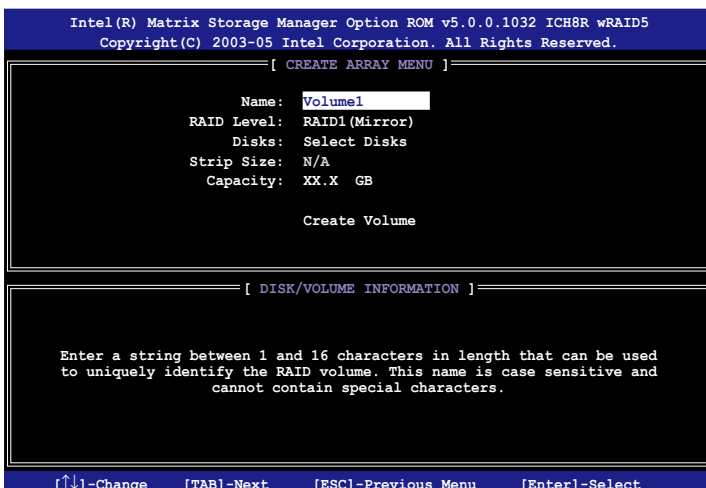 Intel(R) Matrix Storage Manager Option ROM v5.0.0.1032 ICH8R wRAID5
Copyright(C) 2003-05 Intel Corporation. All Rights Reserved.
[ CREATE ARRAY MENU ]
Name: Volume1
RAID Level: RAID1(Mirror)
Disks: Select Disks
Strip Size: N/A
Capacity: XX.X GB
Create Volume
[ DISK/VOLUME INFORMATION ]
Enter a string between 1 and 16 characters in length that can be used
to uniquely identify the RAID volume. This name is case sensitive and
cannot contain special characters.
[↑↓]-Change [TAB]-Next [ESC]-Previous Menu [Enter]-Select